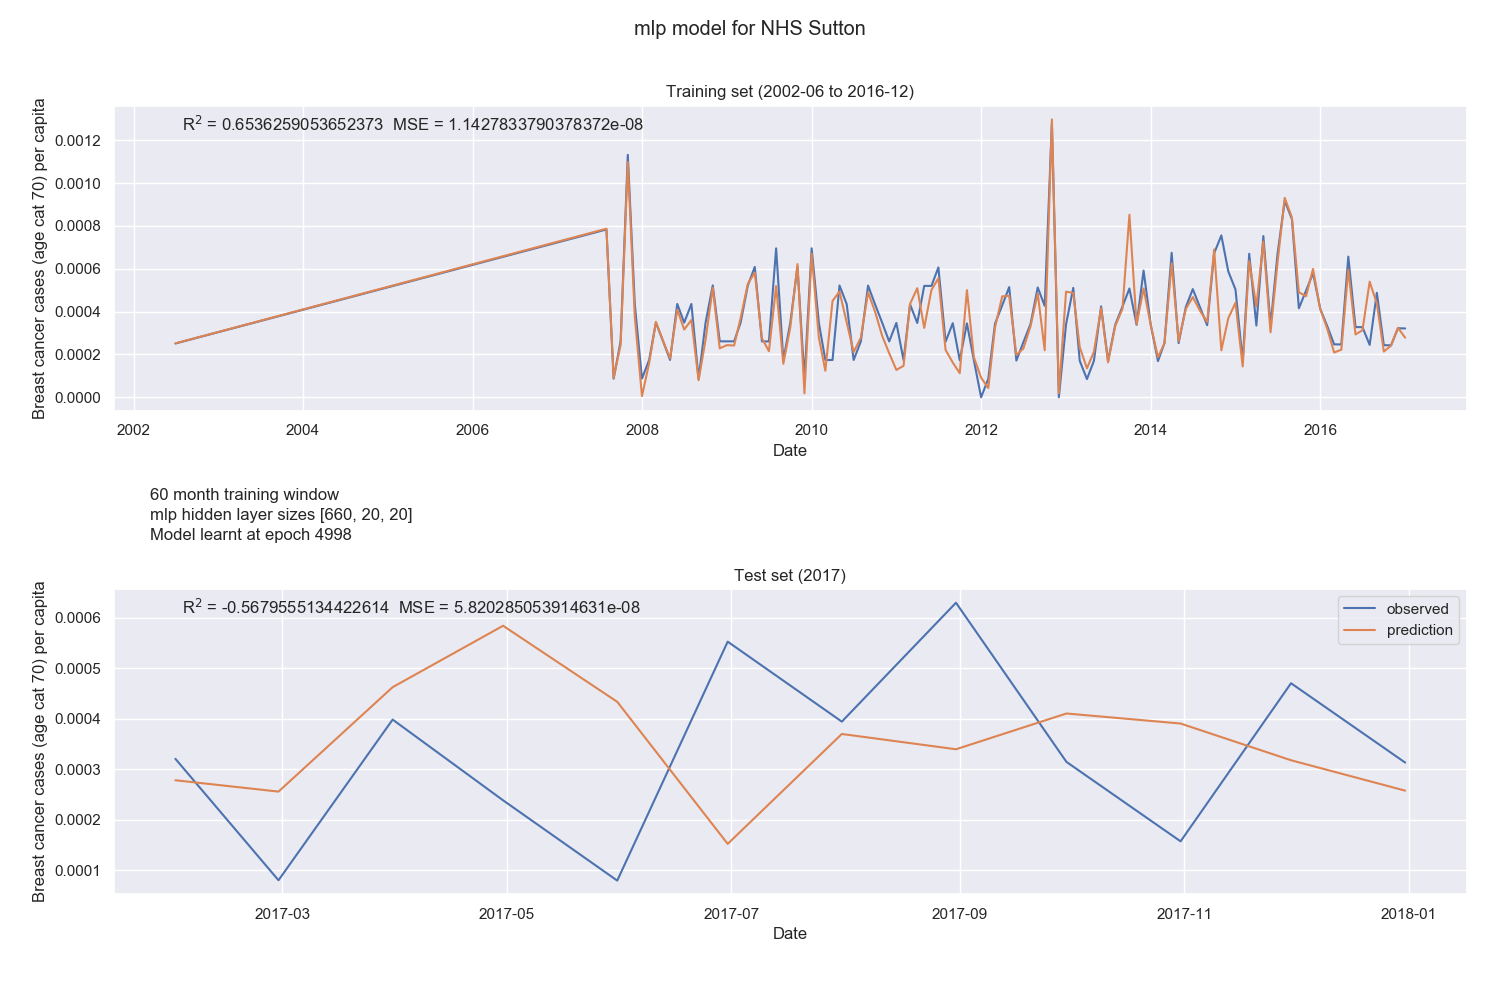 mlp model for NHS Sutton
Training set (2002-06 to 2016-12)
R² = 0.6536259053652373 MSE = 1.1427833790378372e-08
Breast cancer cases (age cat 70) per capita
0.0012
0.0010
0.0008
0.0006
0.0004
0.0002
0.0000
2002 2004 2006 2008 2010 2012 2014 2016
Date
60 month training window
mlp hidden layer sizes [660, 20, 20]
Model learnt at epoch 4998
Test set (2017)
R² = -0.5679555134422614 MSE = 5.820285053914631e-08
observed
prediction
Breast cancer cases (age cat 70) per capita
0.0006
0.0005
0.0004
0.0003
0.0002
0.0001
2017-03 2017-05 2017-07 2017-09 2017-11 2018-01
Date